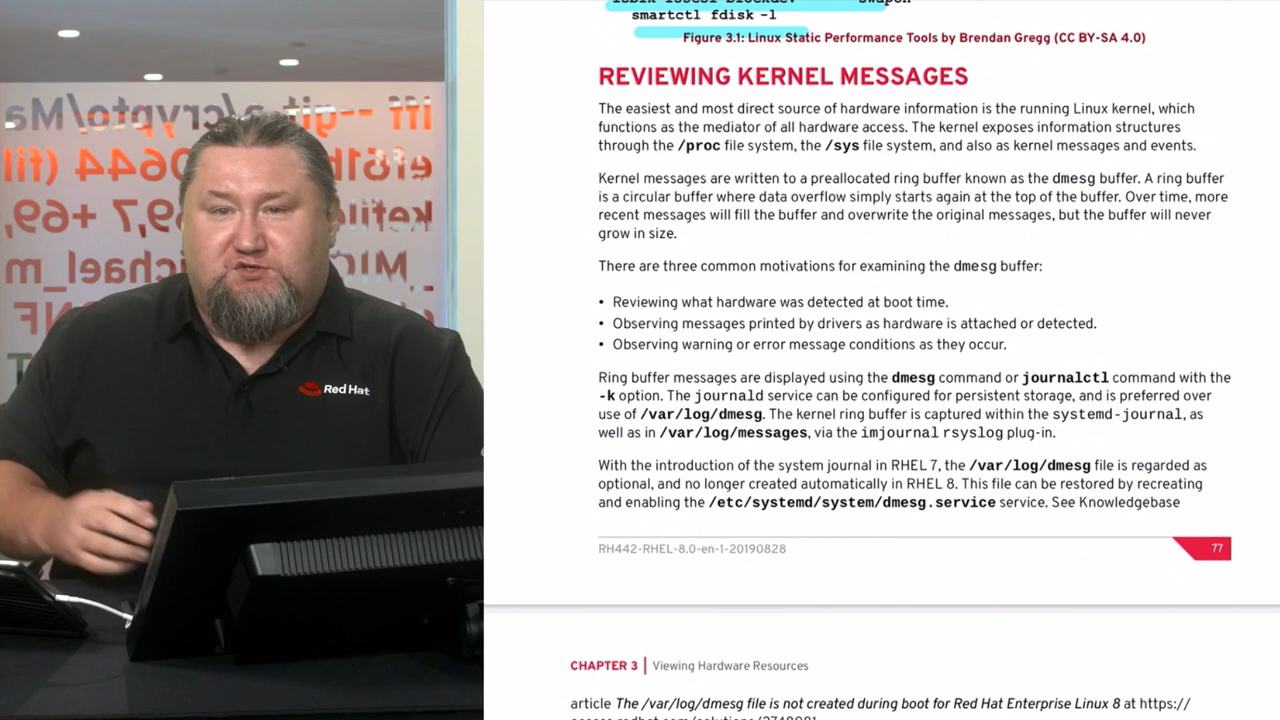 smartctl fdisk -l
Figure 3.1: Linux Static Performance Tools by Brendan Gregg (CC BY-SA 4.0)
REVIEWING KERNEL MESSAGES
The easiest and most direct source of hardware information is the running Linux kernel, which
functions as the mediator of all hardware access. The kernel exposes information structures
through the /proc file system, the /sys file system, and also as kernel messages and events.
Kernel messages are written to a preallocated ring buffer known as the dmesg buffer. A ring buffer
is a circular buffer where data overflow simply starts again at the top of the buffer. Over time, more
recent messages will fill the buffer and overwrite the original messages, but the buffer will never
grow in size.
There are three common motivations for examining the dmesg buffer:
• Reviewing what hardware was detected at boot time.
• Observing messages printed by drivers as hardware is attached or detected.
• Observing warning or error message conditions as they occur.
Ring buffer messages are displayed using the dmesg command or journalctl command with the
-k option. The journald service can be configured for persistent storage, and is preferred over
use of /var/log/dmesg. The kernel ring buffer is captured within the systemd-journal, as
well as in /var/log/messages, via the imjournal rsyslog plug-in.
With the introduction of the system journal in RHEL 7, the /var/log/dmesg file is regarded as
optional, and no longer created automatically in RHEL 8. This file can be restored by recreating
and enabling the /etc/systemd/system/dmesg.service service. See Knowledgebase
RH442-RHEL-8.0-en-1-20190828
77
CHAPTER 3 | Viewing Hardware Resources
article The /var/log/dmesg file is not created during boot for Red Hat Enterprise Linux 8 at https://
Red Hat